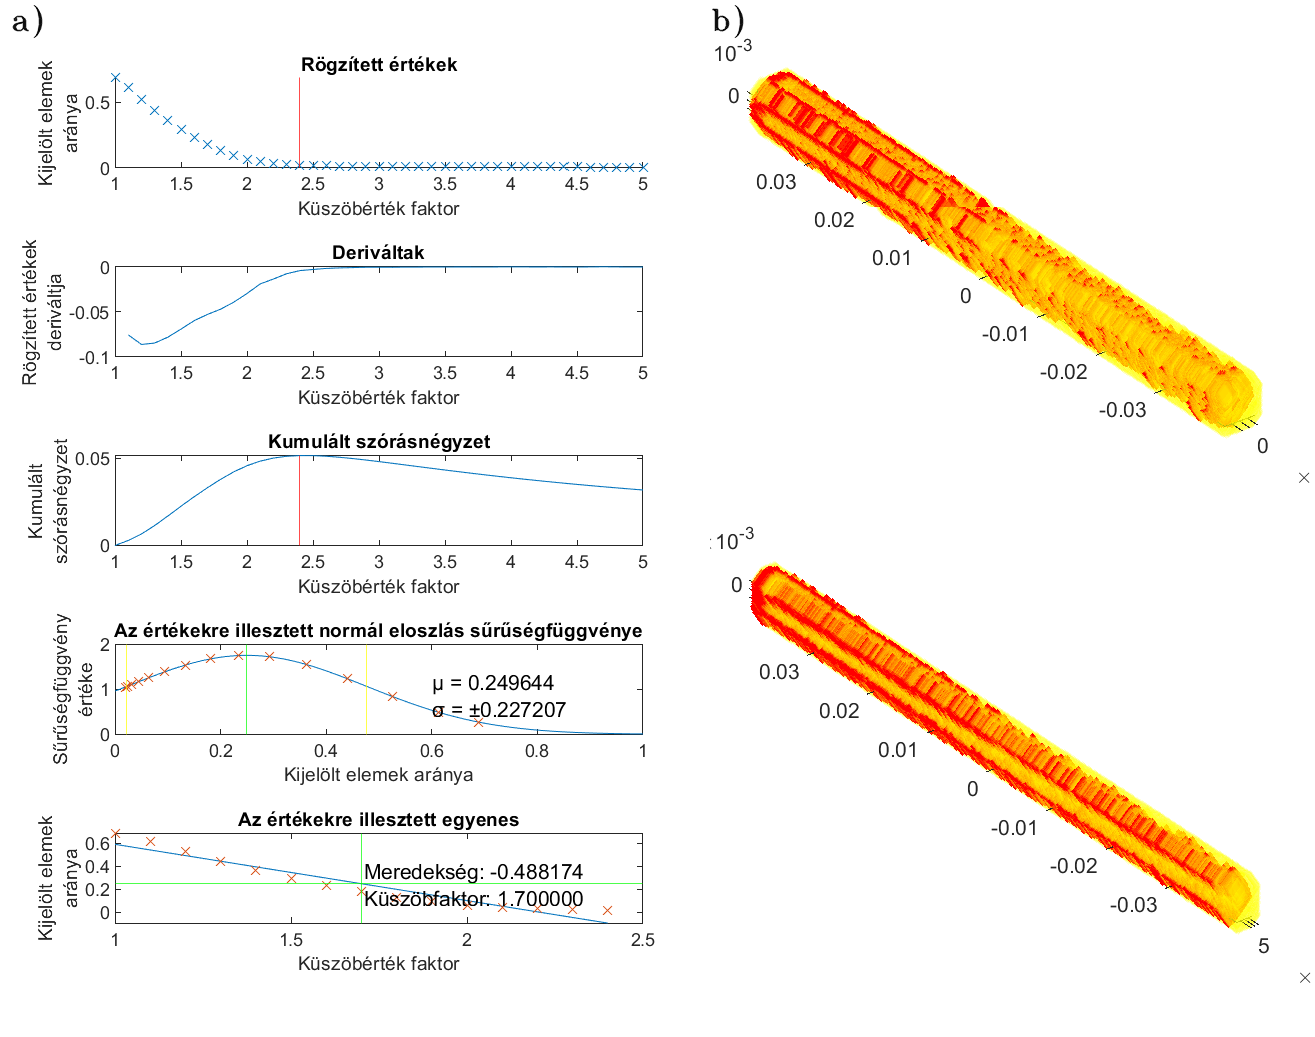 a)
Rögzített értékek
Kijelölt elemek
aránya
0.5
0
1 1.5 2 2.5 3 3.5 4 4.5 5
Küszöbérték faktor
Deriváltak
Rögzített értékek
deriváltja
0
-0.05
-0.1
1 1.5 2 2.5 3 3.5 4 4.5 5
Küszöbérték faktor
Kumulált szórásnégyzet
Kumulált
szórásnégyzet
0.05
0
1 1.5 2 2.5 3 3.5 4 4.5 5
Küszöbérték faktor
Az értékekre illesztett normál eloszlás sűrűségfüggvénye
Sűrűségfüggvény
értéke
2
1
0
μ = 0.249644
σ = ±0.227207
0 0.2 0.4 0.6 0.8 1
Kijelölt elemek aránya
Az értékekre illesztett egyenes
Kijelölt elemek
aránya
0.6
0.4
0.2
0
Meredekség: -0.488174
Küszöbfaktor: 1.700000
1 1.5 2 2.5
Küszöbérték faktor
b)
10-3
0
0.03
0.02
0.01
0
-0.01
-0.02
-0.03
0
×
10-3
0
0.03
0.02
0.01
0
-0.01
-0.02
-0.03
5
×